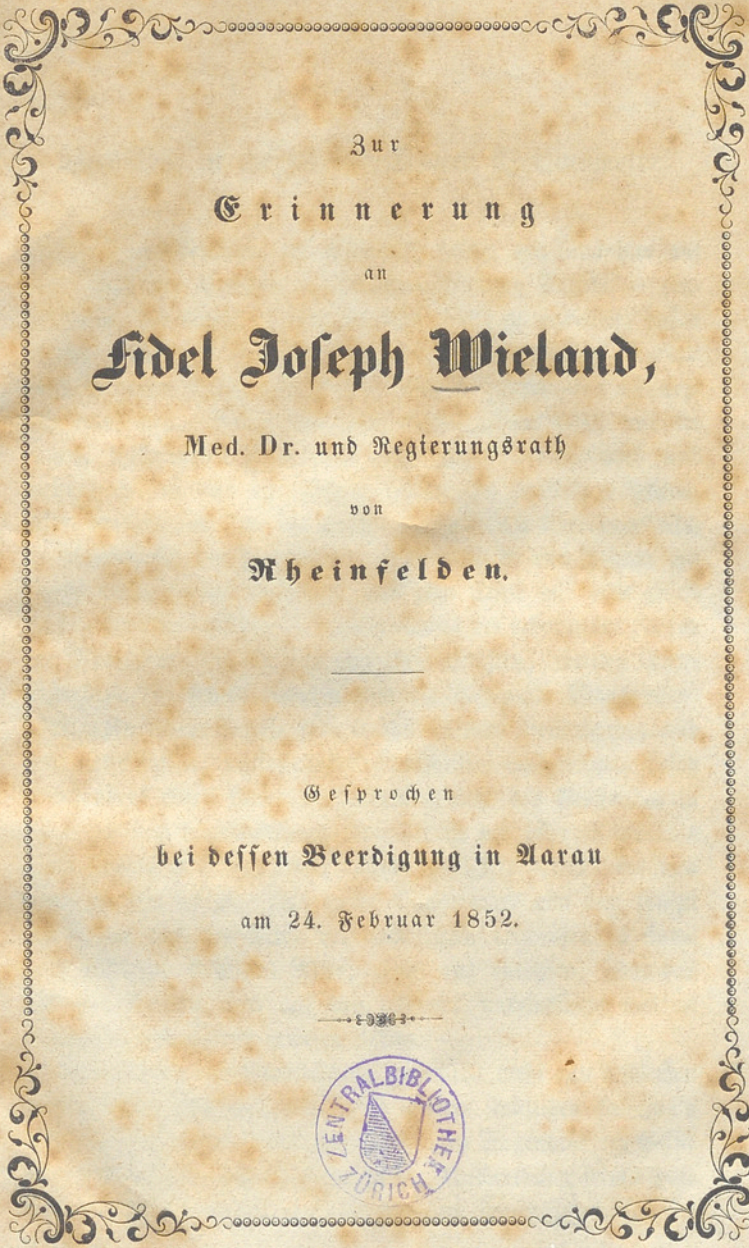 Zur
Erinnerung
an
Fidel Joseph Wieland,
Med. Dr. und Regierungsrath
von
Rheinfelden.
Gesprochen
bei dessen Beerdigung in Aarau
am 24. Februar 1852.
ZENTRALBIBLIOTHEK
ZÜRICH